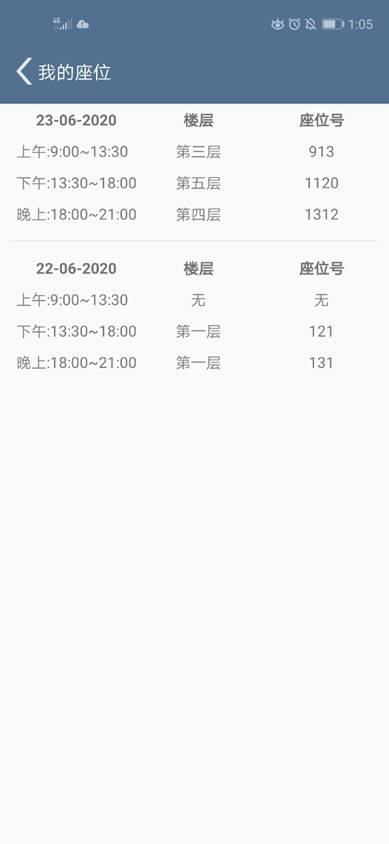 4G 1:05
我的座位
23-06-2020 楼层 座位号
上午:9:00~13:30 第三层 913
下午:13:30~18:00 第五层 1120
晚上:18:00~21:00 第四层 1312
22-06-2020 楼层 座位号
上午:9:00~13:30 无 无
下午:13:30~18:00 第一层 121
晚上:18:00~21:00 第一层 131